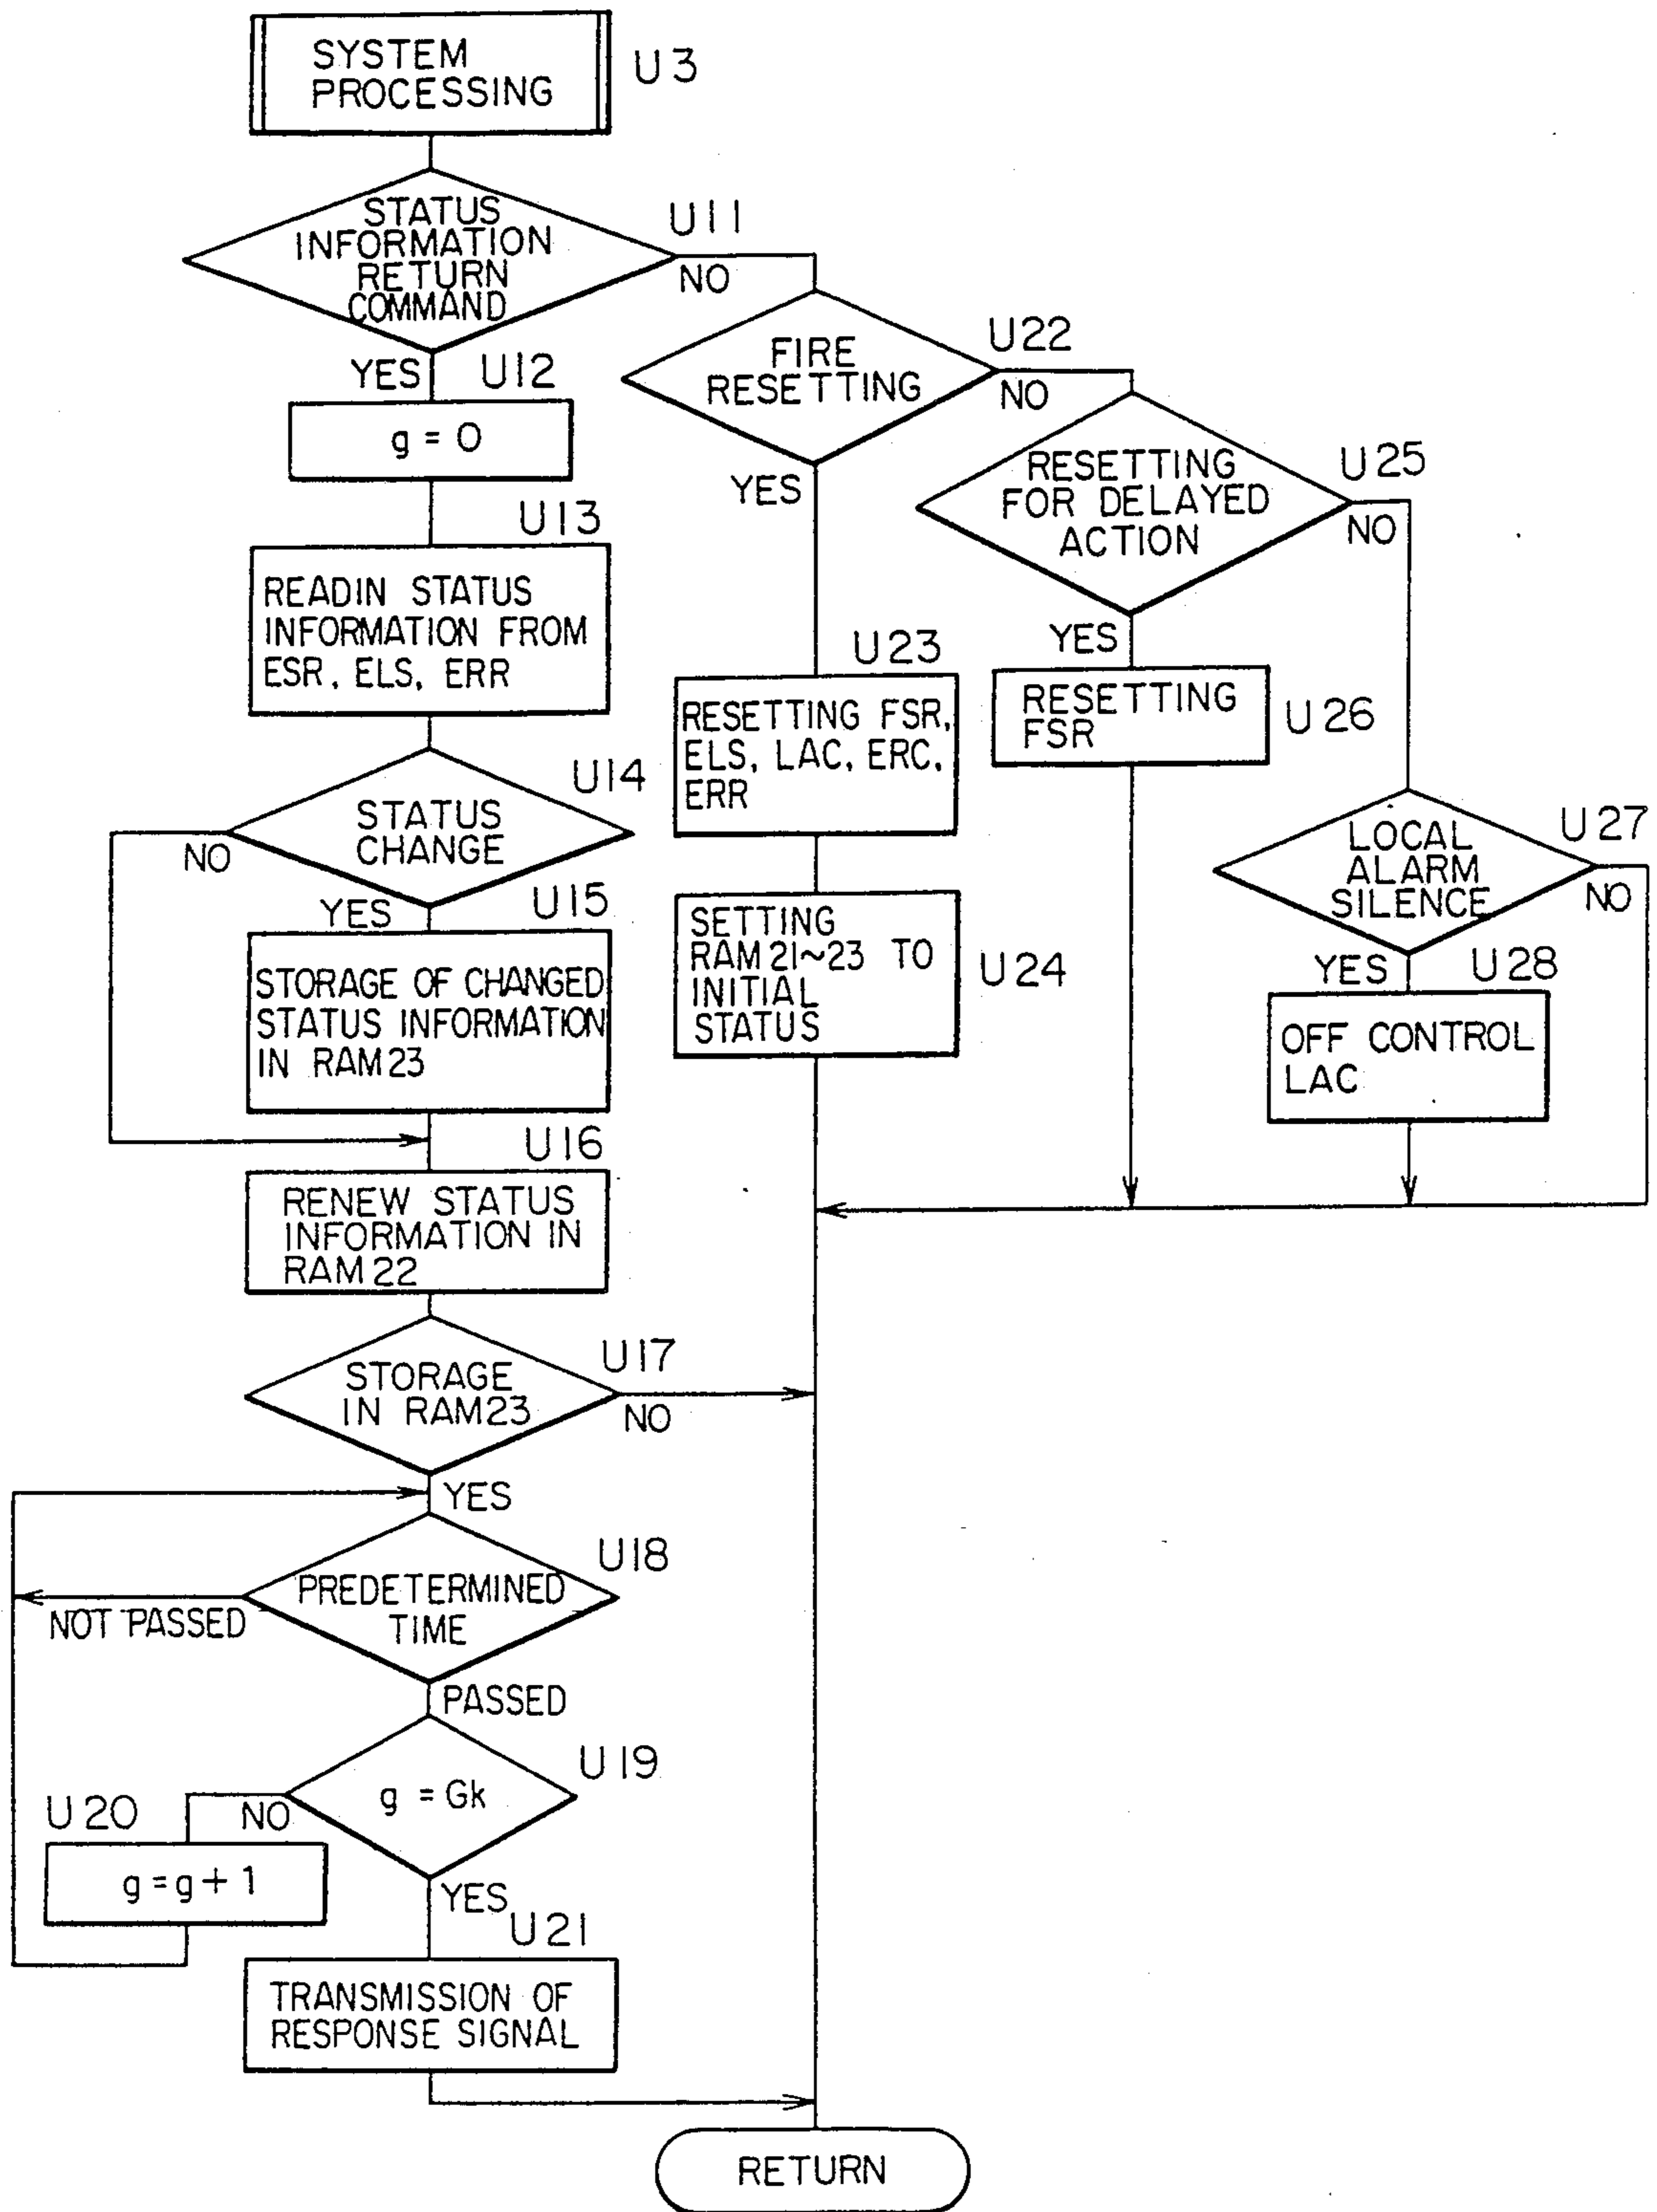 SYSTEM
PROCESSING
U3
STATUS
INFORMATION
RETURN
COMMAND
U11
NO
YES
U12
g = 0
U13
READIN STATUS
INFORMATION FROM
ESR, ELS, ERR
U14
STATUS
CHANGE
NO
YES
U15
STORAGE OF CHANGED
STATUS INFORMATION
IN RAM23
U16
RENEW STATUS
INFORMATION IN
RAM22
U17
STORAGE
IN RAM23
NO
YES
U18
PREDETERMINED
TIME
NOT PASSED
PASSED
U19
g = Gk
NO
U20
g=g+1
YES
U21
TRANSMISSION OF
RESPONSE SIGNAL
FIRE
RESETTING
U22
NO
YES
U23
RESETTING FSR,
ELS, LAC, ERC,
ERR
SETTING
RAM21~23 TO
INITIAL
STATUS
U24
RESETTING
FOR DELAYED
ACTION
U25
NO
YES
RESETTING
FSR
U26
LOCAL
ALARM
SILENCE
U27
NO
YES
U28
OFF CONTROL
LAC
RETURN